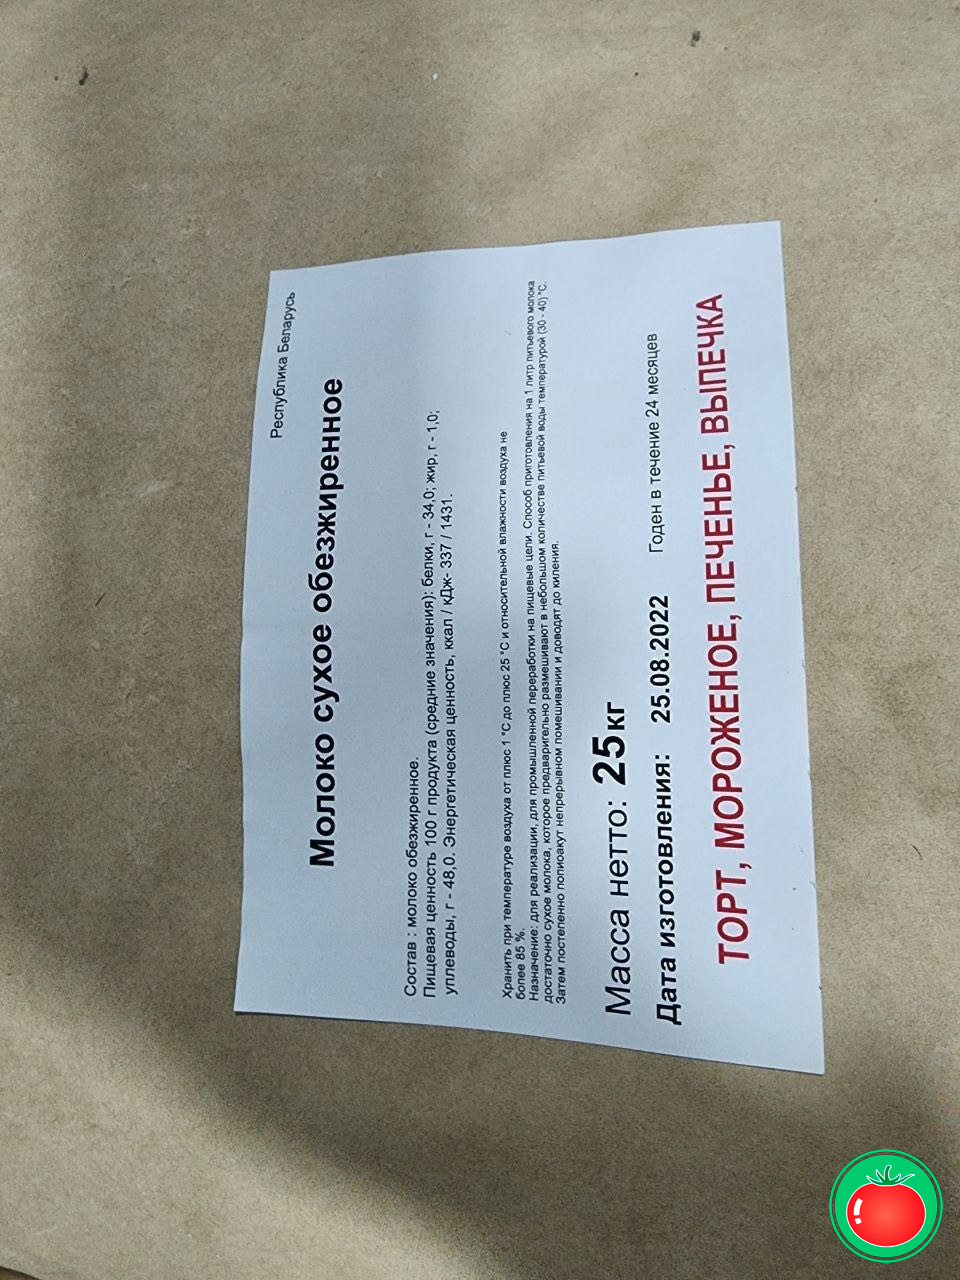 Республика Беларусь
Молоко сухое обезжиренное
Состав : молоко обезжиренное.
Пищевая ценность 100 г продукта (средние значения): белки, г - 34,0; жир, г - 1,0;
углеводы, г - 48,0. Энергетическая ценность, ккал / кДж- 337 / 1431.
Хранить при температуре воздуха от плюс 1 °С до плюс 25 °С и относительной влажности воздуха не
более 85 %.
Назначение: для реализации, для промышленной переработки на пищевые цели. Способ приготовления на 1 литр питьевого молока
достаточно сухое молока, которое предварительно размешивают в небольшом количестве питьевой воды температурой (30 - 40) °С.
Затем постепенно непрерывном помешивании и доводят до
Масса нетто: 25кг
Дата изготовления: 25.08.2022 Годен в течение 24 месяцев
ТОРТ, МОРОЖЕНОЕ, ПЕЧЕНЬЕ, ВЫПЕЧКА